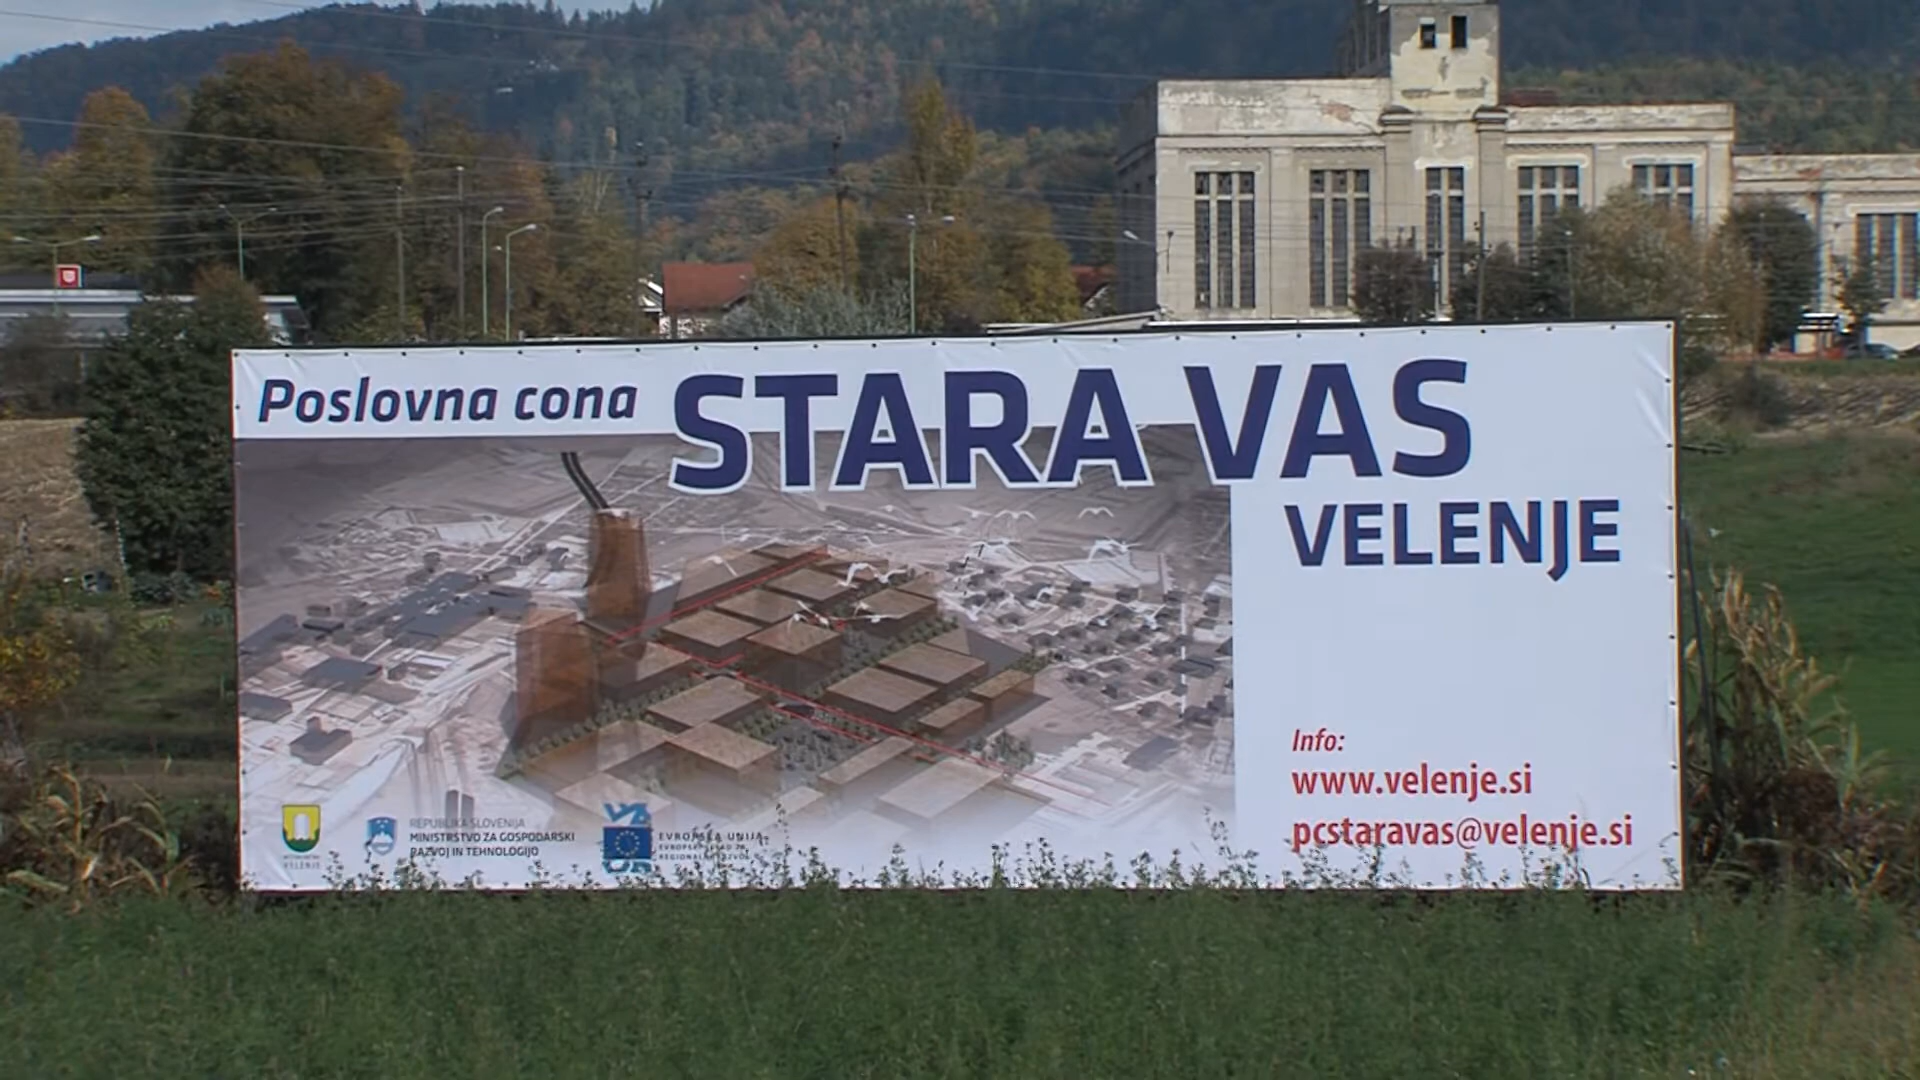 Poslovna cona STARA VAS
VELENJE
Info:
www.velenje.si
pcstaravas@velenje.si
VELENJE
REPUBLIKA SLOVENIJA
MINISTRSTVO ZA GOSPODARSKI
RAZVOJ IN TEHNOLOGIJO
EVROPSKA UNIJA